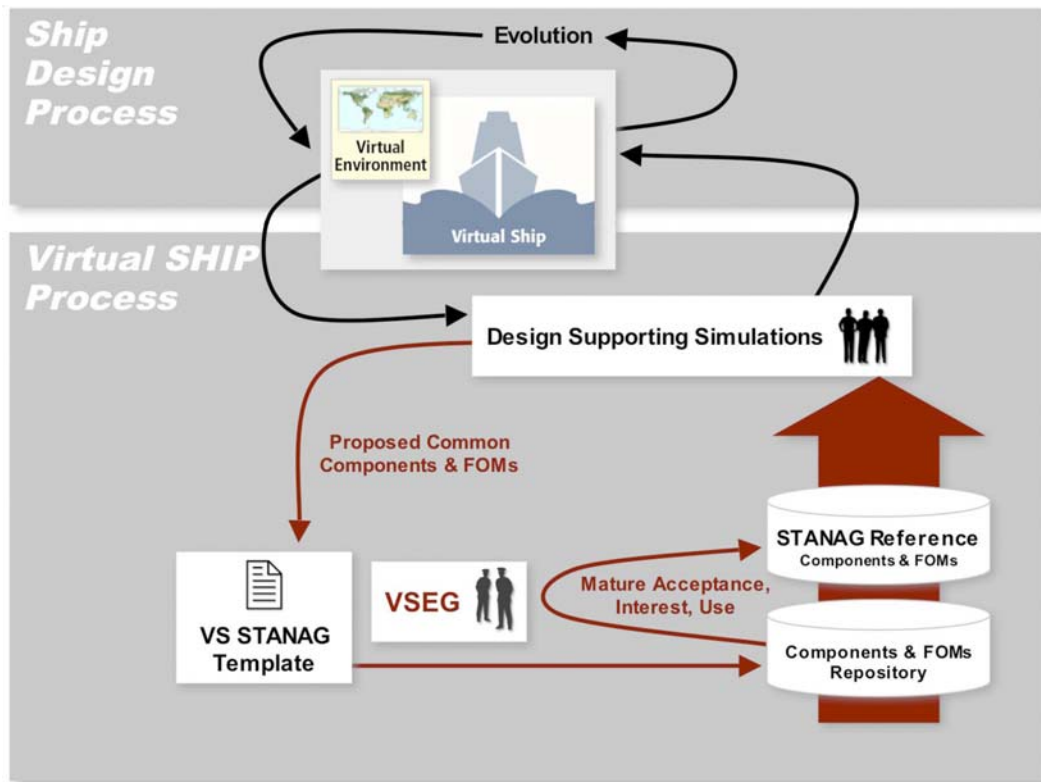 Ship
Design
Process
Evolution
Virtual
Environment
Virtual Ship
Virtual SHIP
Process
Design Supporting Simulations
Proposed Common
Components & FOMs
STANAG Reference
Components & FOMs
Mature Acceptance,
Interest, Use
VSEG
VS STANAG
Template
Components & FOMs
Repository